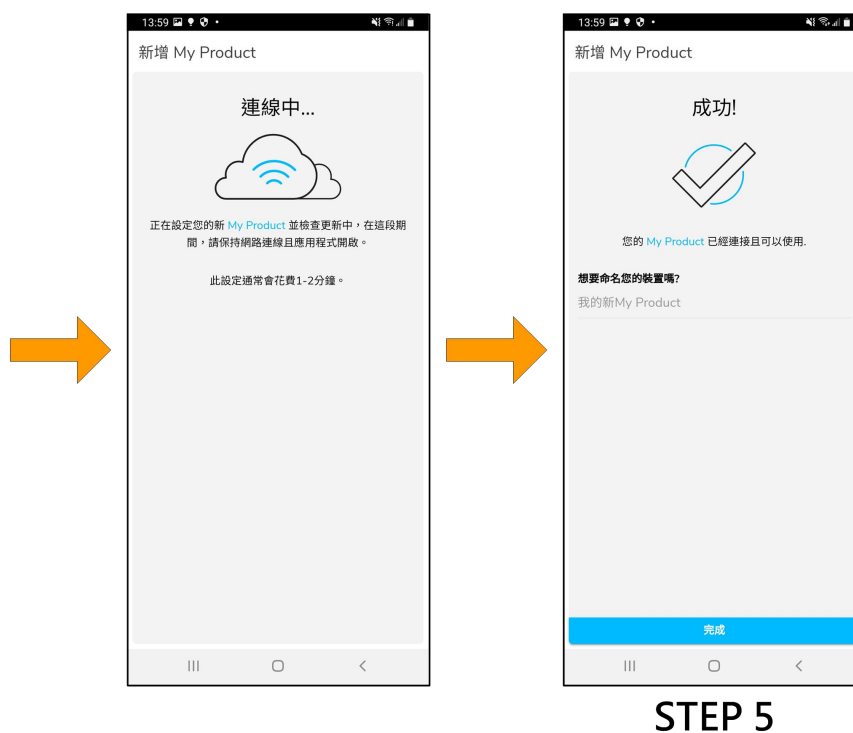 13:59
新增 My Product
連線中...
正在設定您的新 My Product 並檢查更新中，在這段期
間，請保持網路連線且應用程式開啟。
此設定通常會花費1-2分鐘。
13:59
新增 My Product
成功!
您的 My Product 已經連接且可以使用.
想要命名您的裝置嗎?
我的新My Product
完成
STEP 5